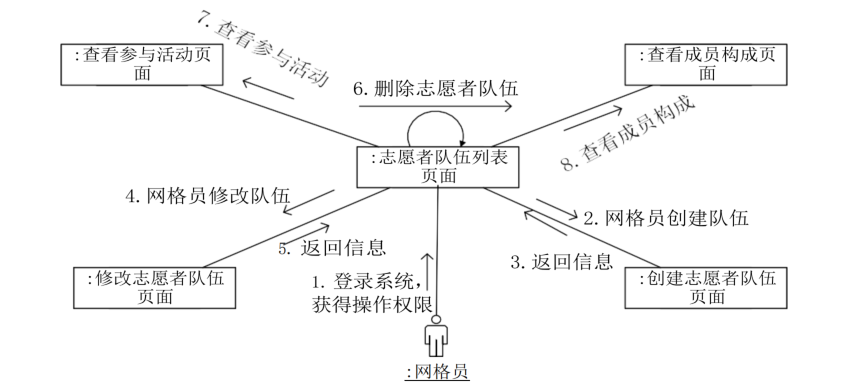 7. 查看参与活动
:查看参与活动页
面
:查看成员构成页
面
6. 删除志愿者队伍
8. 查看成员构成
:志愿者队伍列表
页面
4. 网格员修改队伍
2. 网格员创建队伍
5. 返回信息
3. 返回信息
:修改志愿者队伍
页面
1. 登录系统，
获得操作权限
:创建志愿者队伍
页面
:网格员